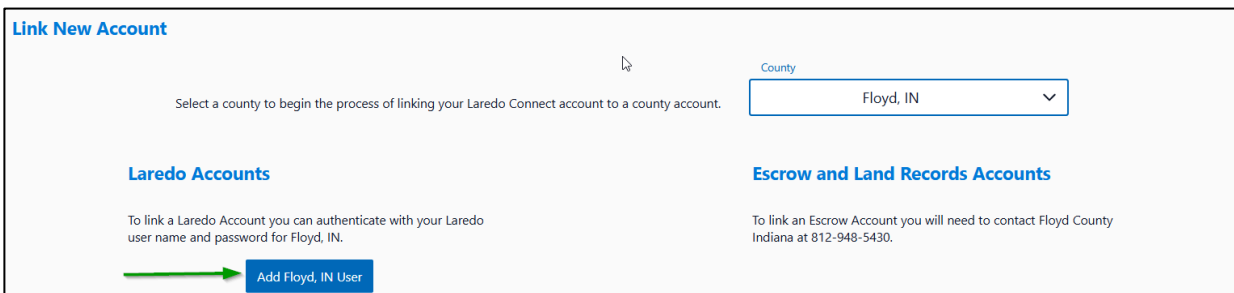 Link New Account
County
Select a county to begin the process of linking your Laredo Connect account to a county account.
Floyd, IN
Laredo Accounts
To link a Laredo Account you can authenticate with your Laredo
user name and password for Floyd, IN.
Add Floyd, IN User
Escrow and Land Records Accounts
To link an Escrow Account you will need to contact Floyd County
Indiana at 812-948-5430.